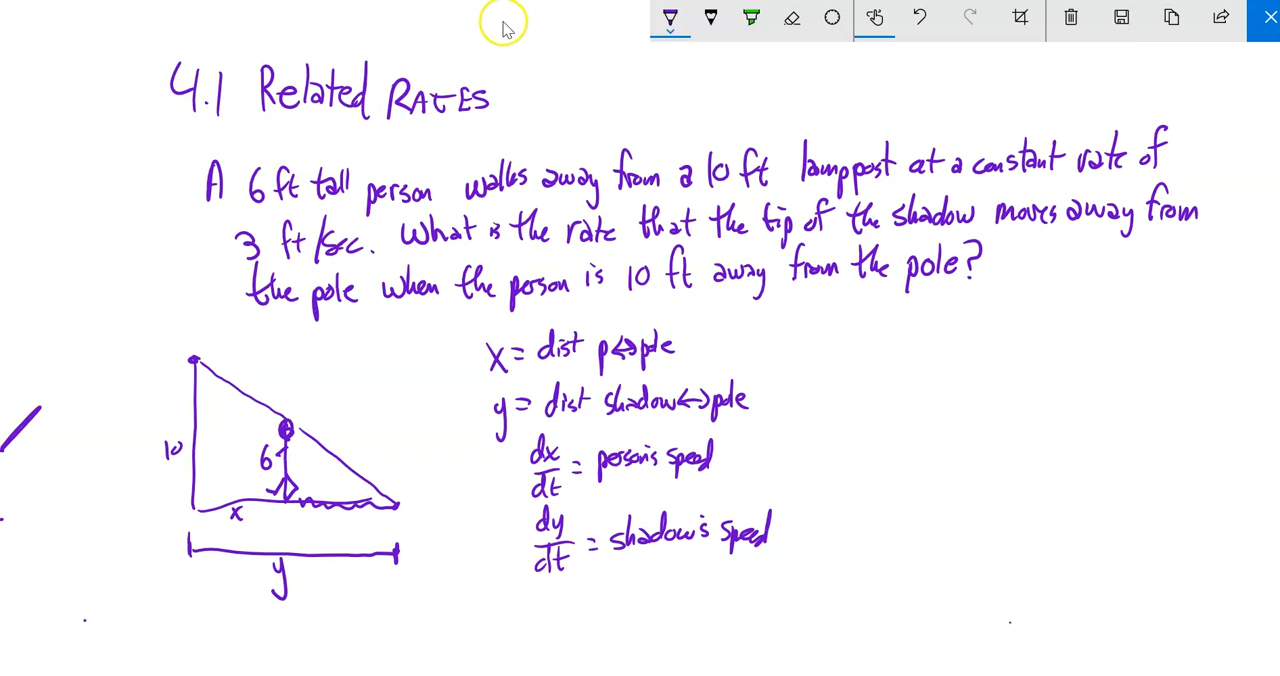 4.1 Related RATES
A 6 ft tall person walks away from a 10 ft lamppost at a constant rate of
3 ft/sec. What is the rate that the tip of the shadow moves away from
the pole when the person is 10 ft away from the pole?
x = dist p↔pole
y = dist shadow↔pole
dx/dt = person's speed
dy/dt = shadow's speed
10
6
x
y